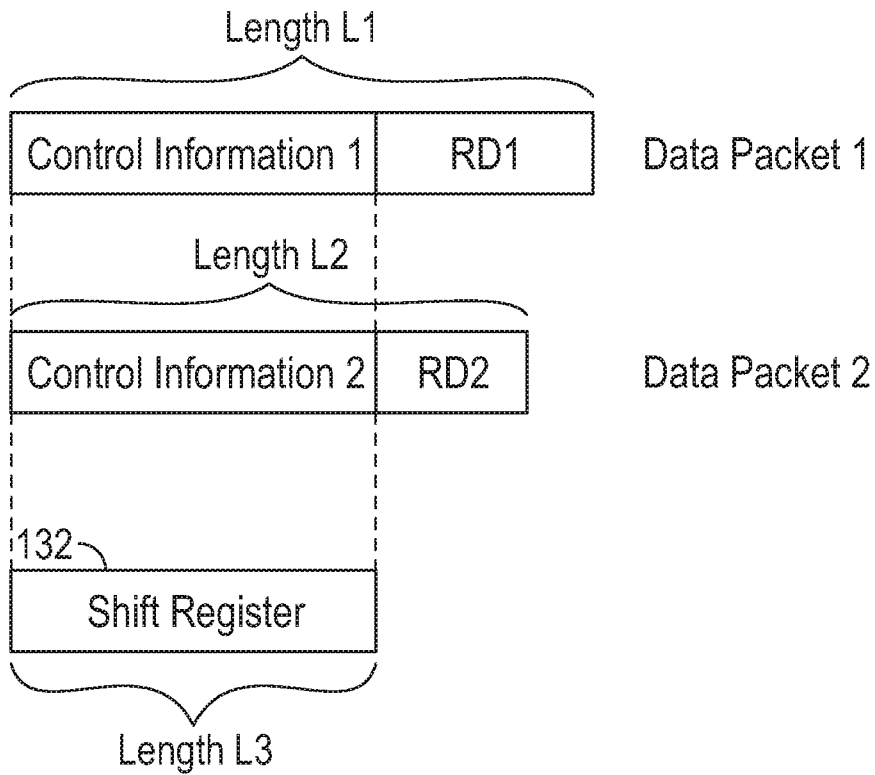 Length L1
Control Information 1 RD1 Data Packet 1
Length L2
Control Information 2 RD2 Data Packet 2
132
Shift Register
Length L3